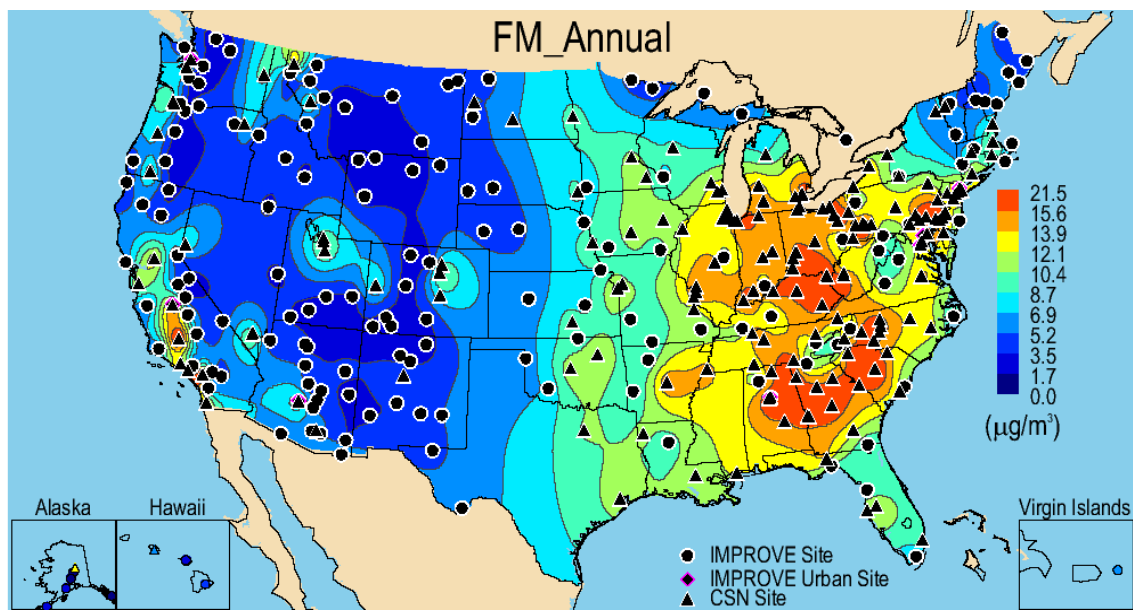 FM_Annual
21.5
15.6
13.9
12.1
10.4
8.7
6.9
5.2
3.5
1.7
0.0
(μg/m³)
Alaska
Hawaii
Virgin Islands
IMPROVE Site
IMPROVE Urban Site
CSN Site